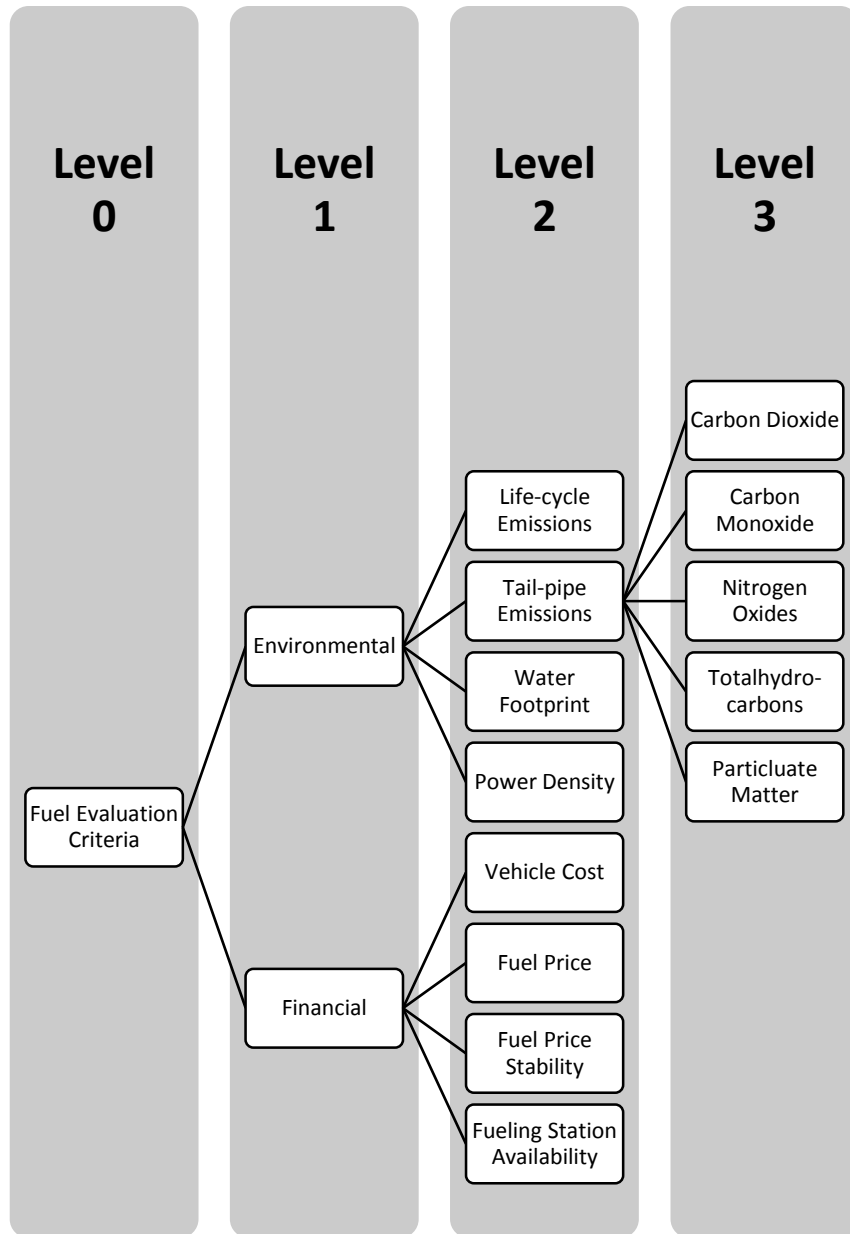 Level
0
Level
1
Level
2
Level
3
Fuel Evaluation
Criteria
Environmental
Financial
Life-cycle
Emissions
Tail-pipe
Emissions
Water
Footprint
Power Density
Vehicle Cost
Fuel Price
Fuel Price
Stability
Fueling Station
Availability
Carbon Dioxide
Carbon
Monoxide
Nitrogen
Oxides
Totalhydro-
carbons
Particluate
Matter